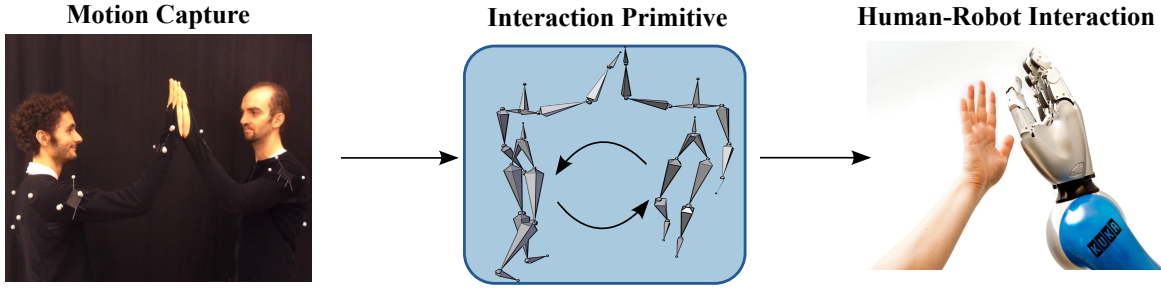 Motion Capture
Interaction Primitive
Human-Robot Interaction
KUKA